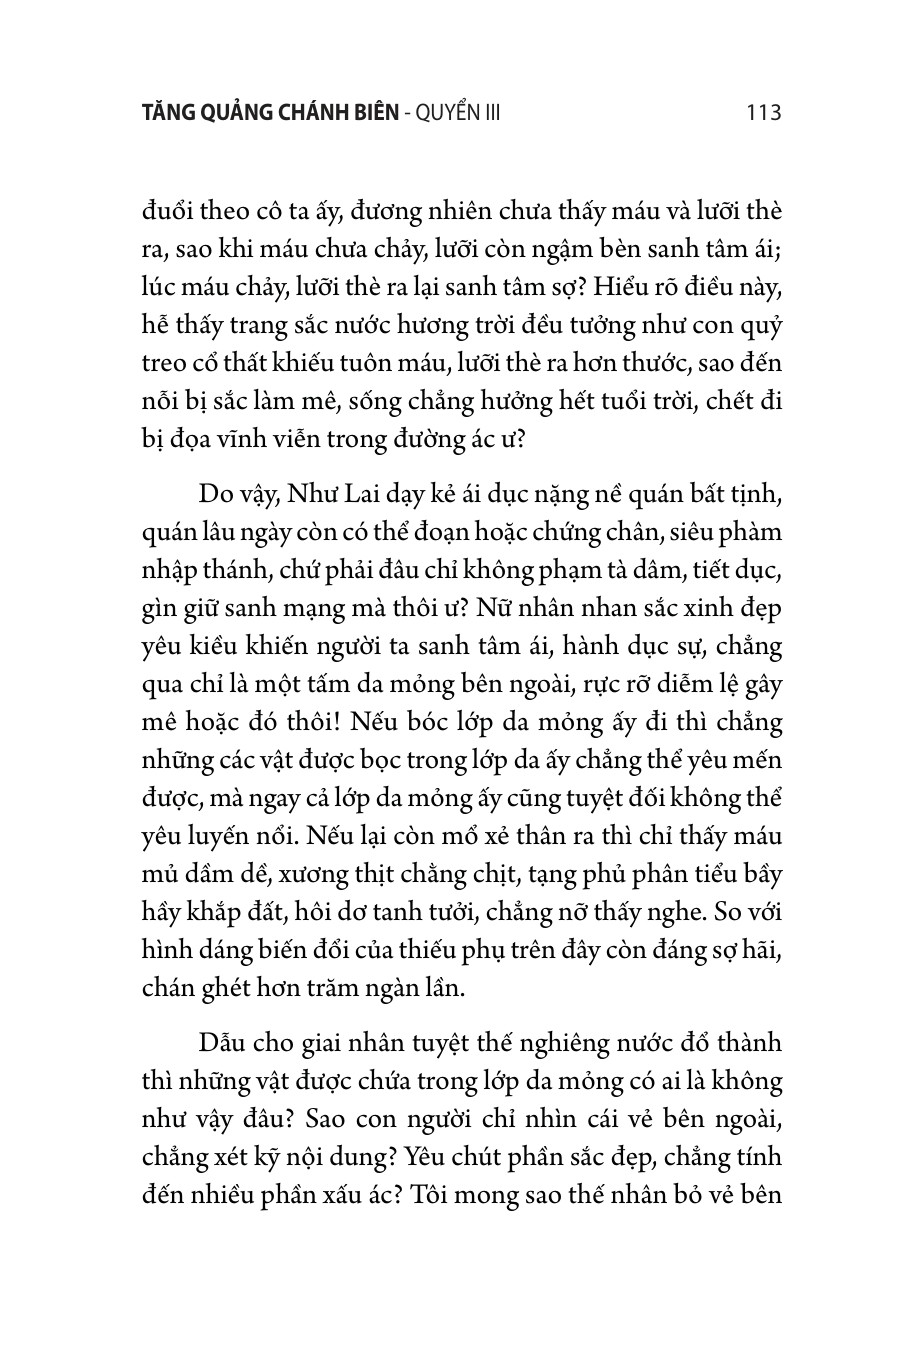 TĂNG QUẢNG CHÁNH BIÊN - QUYỂN III 113
đuổi theo cô ta ấy, đương nhiên chưa thấy máu và lưỡi thè
ra, sao khi máu chưa chảy, lưỡi còn ngậm bèn sanh tâm ái;
lúc máu chảy, lưỡi thè ra lại sanh tâm sợ? Hiểu rõ điều này,
hễ thấy trang sắc nước hương trời đều tưởng như con quỷ
treo cổ thất khiếu tuôn máu, lưỡi thè ra hơn thước, sao đến
nỗi bị sắc làm mê, sống chẳng hưởng hết tuổi trời, chết đi
bị đọa vĩnh viễn trong đường ác ư?
Do vậy, Như Lai dạy kẻ ái dục nặng nề quán bất tịnh,
quán lâu ngày còn có thể đoạn hoặc chứng chân, siêu phàm
nhập thánh, chứ phải đâu chỉ không phạm tà dâm, tiết dục,
gìn giữ sanh mạng mà thôi ư? Nữ nhân nhan sắc xinh đẹp
yêu kiều khiến người ta sanh tâm ái, hành dục sự, chẳng
qua chỉ là một tấm da mỏng bên ngoài, rực rỡ diễm lệ gây
mê hoặc đó thôi! Nếu bóc lớp da mỏng ấy đi thì chẳng
những các vật được bọc trong lớp da ấy chẳng thể yêu mến
được, mà ngay cả lớp da mỏng ấy cũng tuyệt đối không thể
yêu luyến nổi. Nếu lại còn mổ xẻ thân ra thì chỉ thấy máu
mủ dầm dề, xương thịt chằng chịt, tạng phủ phân tiểu bầy
hầy khắp đất, hôi dơ tanh tưởi, chẳng nỡ thấy nghe. So với
hình dáng biến đổi của thiếu phụ trên đây còn đáng sợ hãi,
chán ghét hơn trăm ngàn lần.
Dẫu cho giai nhân tuyệt thế nghiêng nước đổ thành
thì những vật được chứa trong lớp da mỏng có ai là không
như vậy đâu? Sao con người chỉ nhìn cái vẻ bên ngoài,
chẳng xét kỹ nội dung? Yêu chút phần sắc đẹp, chẳng tính
đến nhiều phần xấu ác? Tôi mong sao thế nhân bỏ vẻ bên